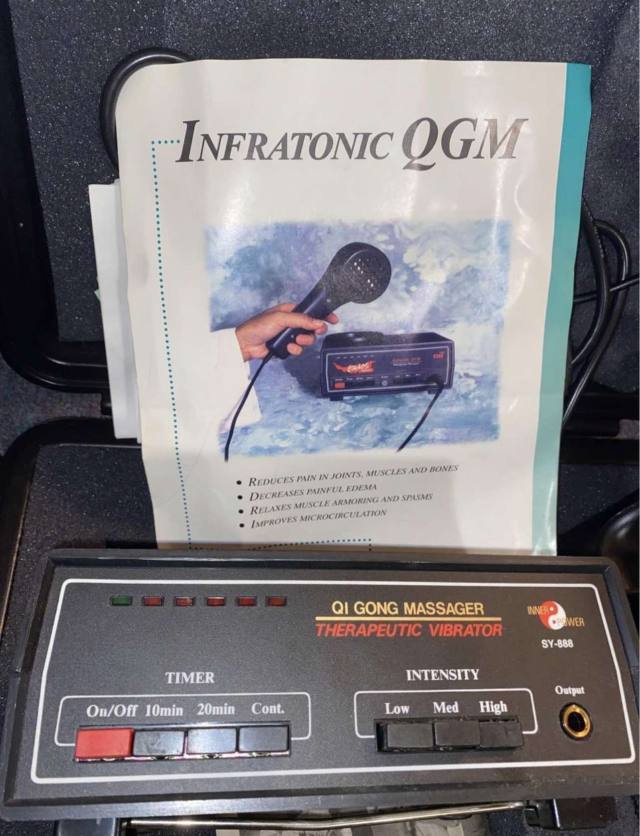 INFRATONIC QGM
• REDUCES PAIN IN JOINTS, MUSCLES AND BONES
• DECREASES PAINFUL EDEMA
• RELAXES MUSCLE ARMORING AND SPASMS
• IMPROVES MICROCIRCULATION
QI GONG MASSAGER
THERAPEUTIC VIBRATOR
INNER POWER
SY-888
TIMER
On/Off 10min 20min Cont.
INTENSITY
Low Med High
Output